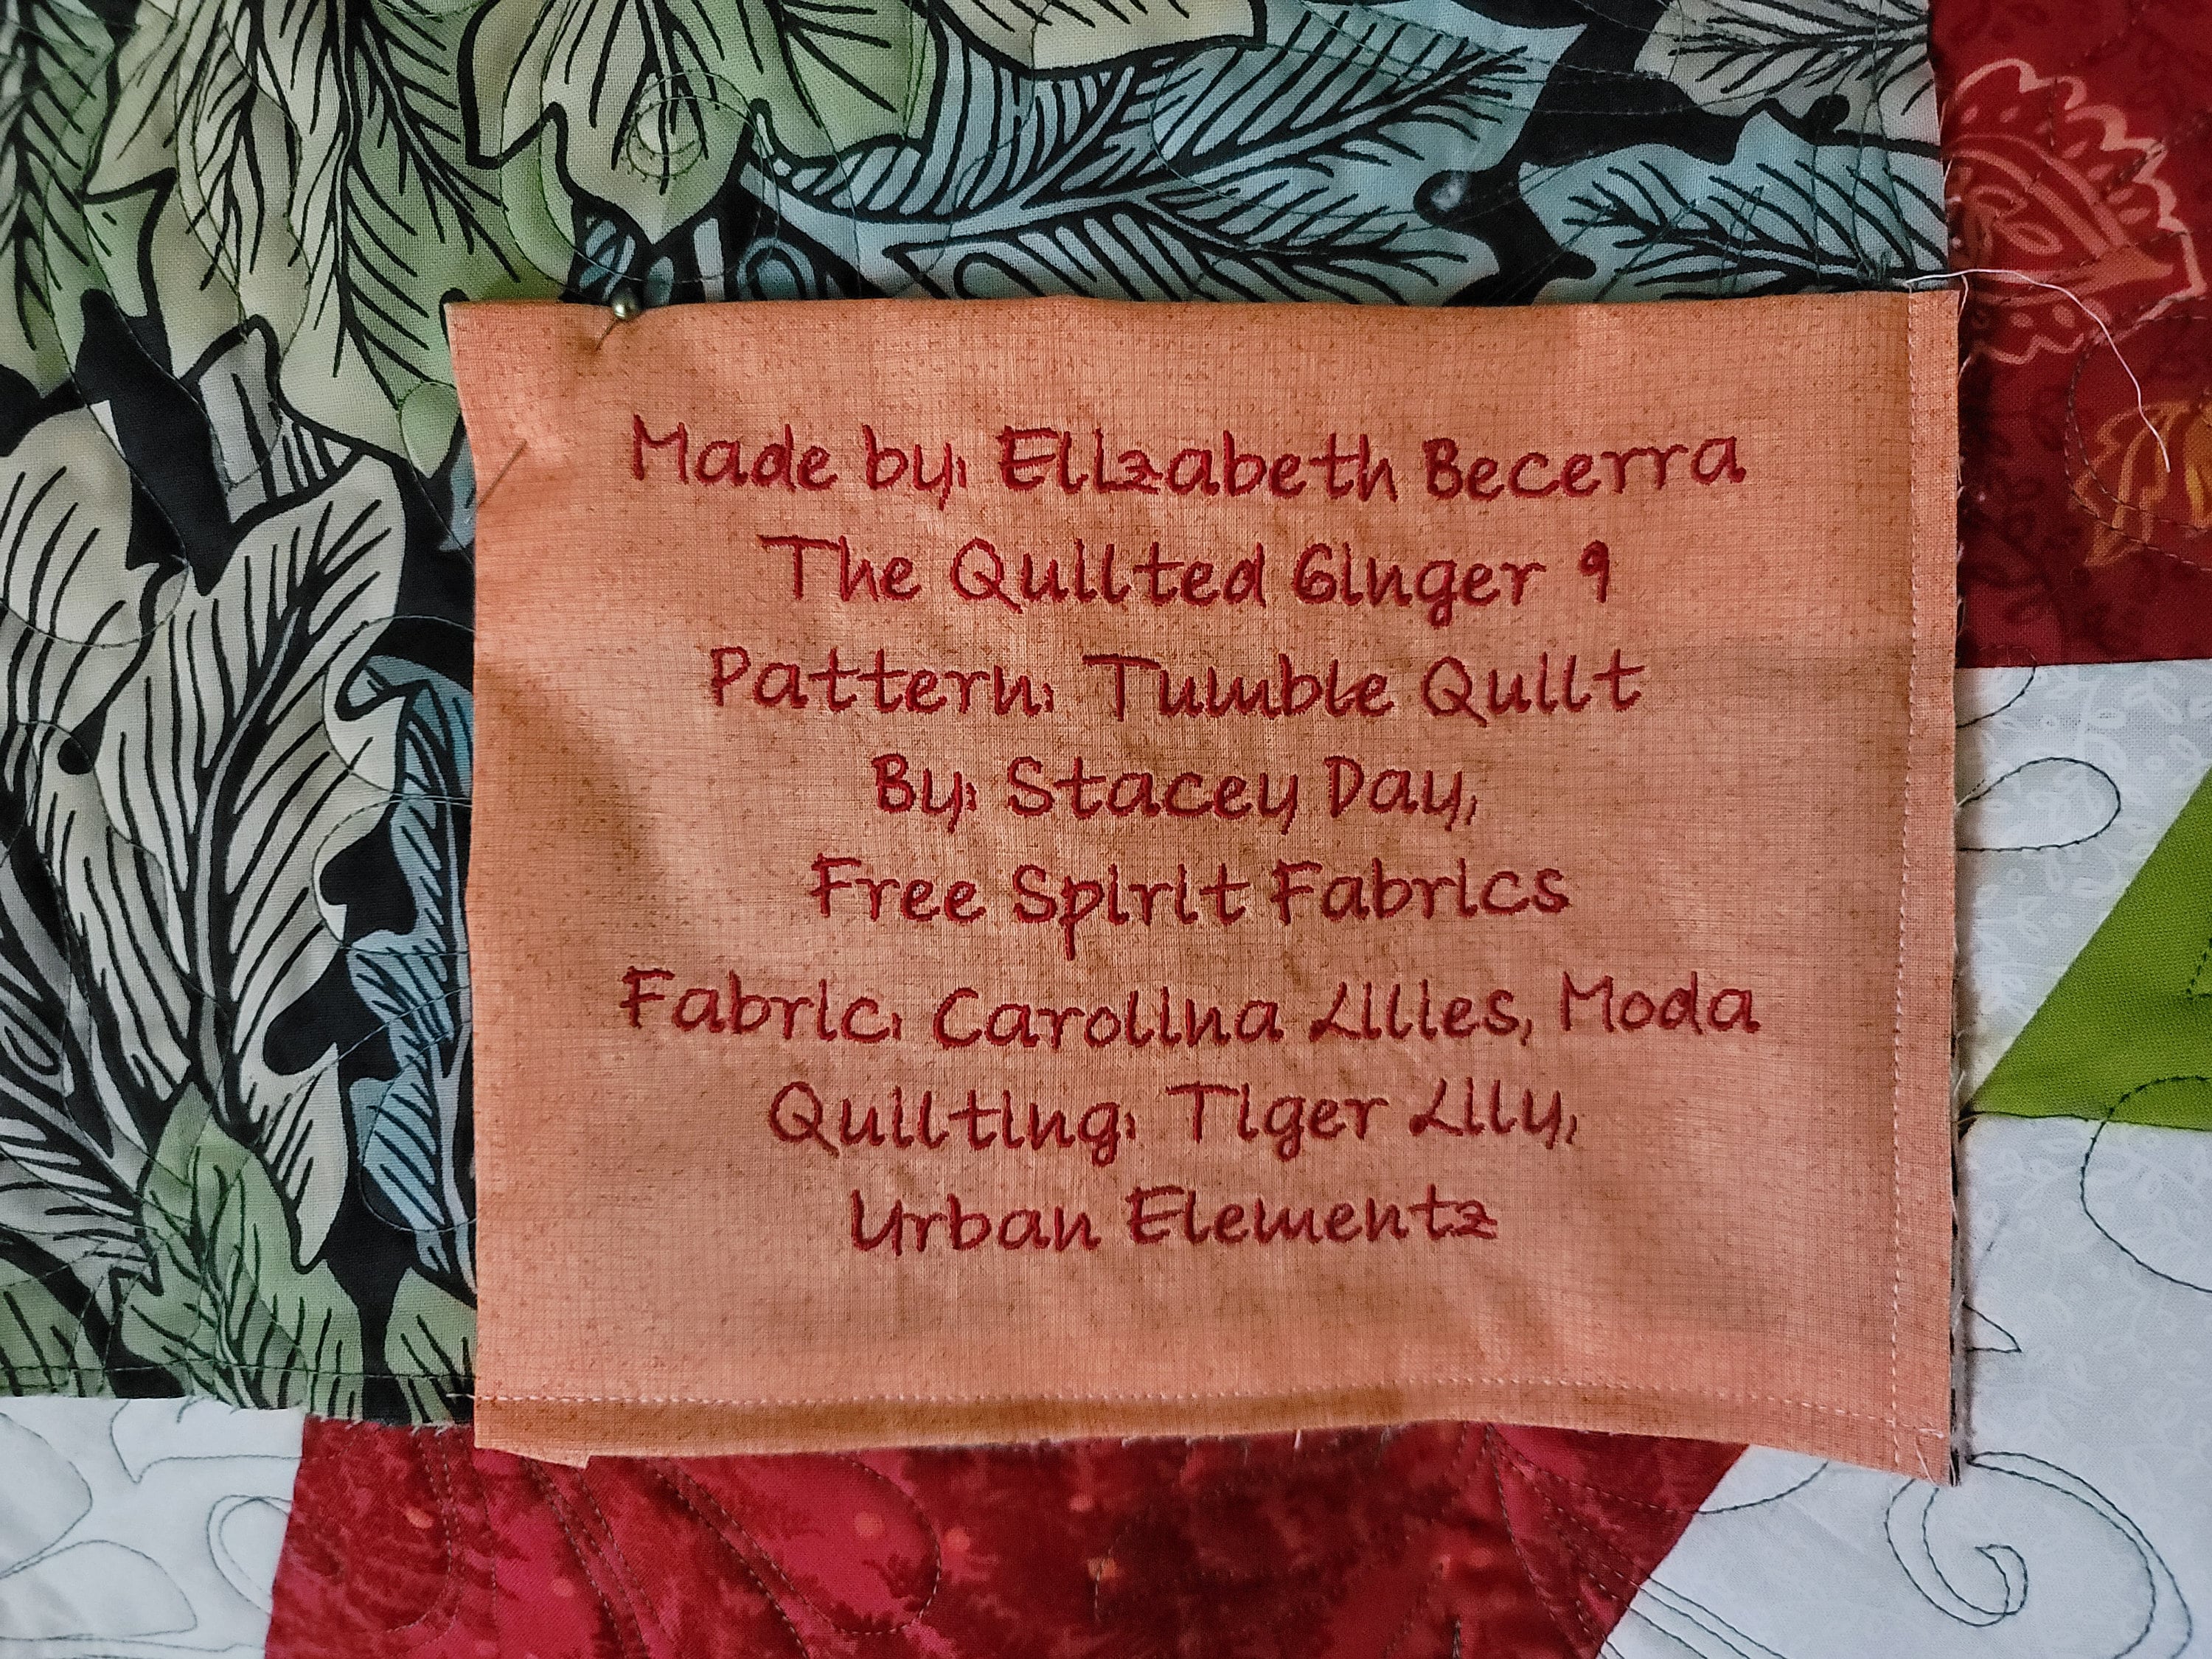 Made by: Elizabeth Becerra
The Quilted Ginger 9
Pattern: Tumble Quilt
By: Stacey Day,
Free Spirit Fabrics
Fabric: Carolina Lilies, Moda
Quilting: Tiger Lily,
Urban Elementz